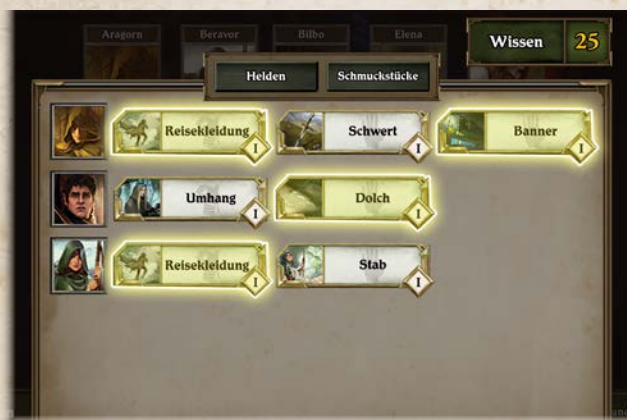 Aragorn Beravor Bilbo Elena
Wissen 25
Helden Schmuckstücke
Reisekleidung I Schwert I Banner I
Umhang I Dolch I
Reisekleidung I Stab I